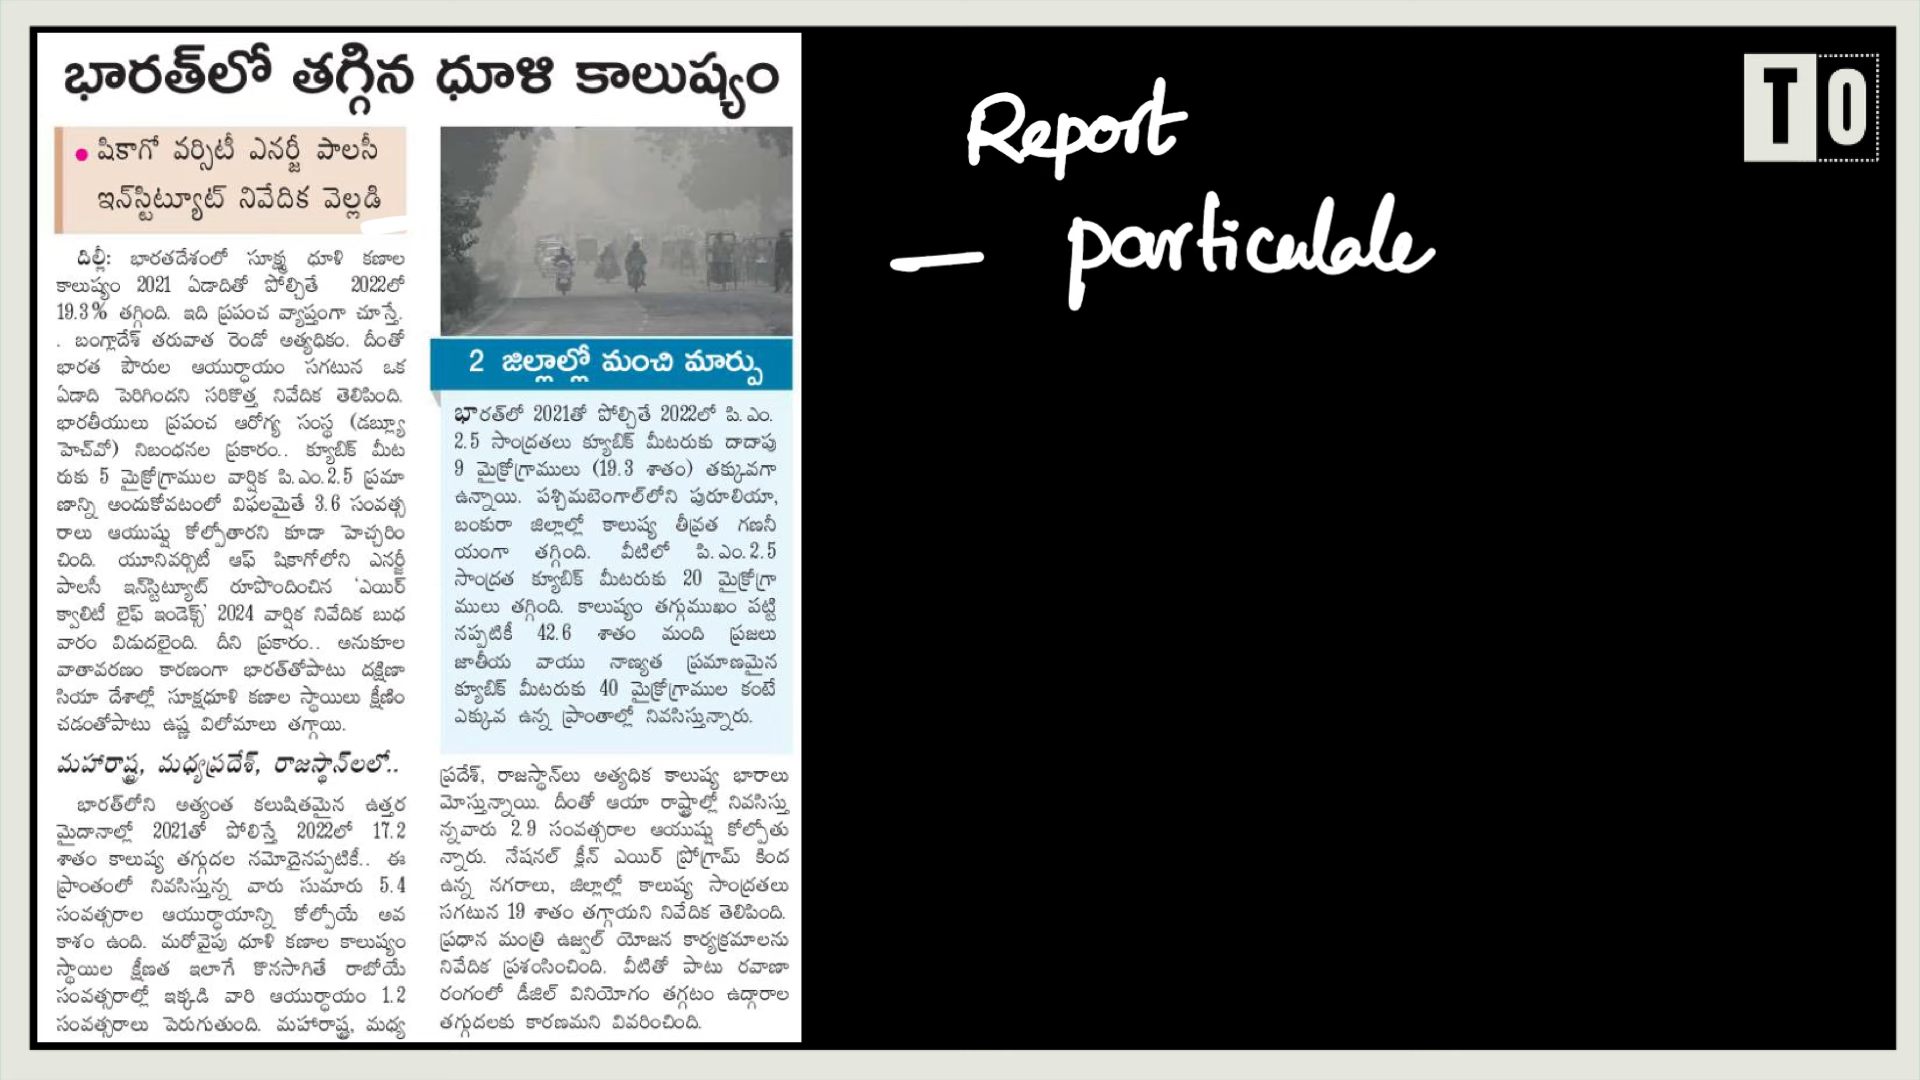 భారత్‌లో తగ్గిన ధూళి కాలుష్యం
• షికాగో వర్సిటీ ఎనర్జీ పాలసీ
ఇన్‌స్టిట్యూట్ నివేదిక వెల్లడి
దిల్లీ: భారతదేశంలో సూక్ష్మ ధూళి కణాల
కాలుష్యం 2021 ఏడాదితో పోల్చితే 2022లో
19.3% తగ్గింది. ఇది ప్రపంచ వ్యాప్తంగా చూస్తే.
. బంగ్లాదేశ్ తరువాత రెండో అత్యధికం. దీంతో
భారత పౌరుల ఆయుర్ధాయం సగటున ఒక
ఏడాది పెరిగిందని సరికొత్త నివేదిక తెలిపింది.
భారతీయులు ప్రపంచ ఆరోగ్య సంస్థ (డబ్ల్యూ
హెచ్‌వో) నిబంధనల ప్రకారం.. క్యూబిక్ మీట
రుకు 5 మైక్రోగ్రాముల వార్షిక పి.ఎం.2.5 ప్రమా
ణాన్ని అందుకోవటంలో విఫలమైతే 3.6 సంవత్స
రాలు ఆయుష్షు కోల్పోతారని కూడా హెచ్చరిం
చింది. యూనివర్సిటీ ఆఫ్ షికాగోలోని ఎనర్జీ
పాలసీ ఇన్‌స్టిట్యూట్ రూపొందించిన ‘ఎయిర్
క్వాలిటీ లైఫ్ ఇండెక్స్’ 2024 వార్షిక నివేదిక బుధ
వారం విడుదలైంది. దీని ప్రకారం.. అనుకూల
వాతావరణం కారణంగా భారత్‌తోపాటు దక్షిణా
సియా దేశాల్లో సూక్షధూళి కణాల స్థాయిలు క్షీణిం
చడంతోపాటు ఉష్ణ విలోమాలు తగ్గాయి.
మహారాష్ట్ర, మధ్యప్రదేశ్, రాజస్థాన్‌లలో..
భారత్‌లోని అత్యంత కలుషితమైన ఉత్తర
మైదానాల్లో 2021తో పోలిస్తే 2022లో 17.2
శాతం కాలుష్య తగ్గుదల నమోదైనప్పటికీ.. ఈ
ప్రాంతంలో నివసిస్తున్న వారు సుమారు 5.4
సంవత్సరాల ఆయుర్ధాయాన్ని కోల్పోయే అవ
కాశం ఉంది. మరోవైపు ధూళి కణాల కాలుష్యం
స్థాయిల క్షీణత ఇలాగే కొనసాగితే రాబోయే
సంవత్సరాల్లో ఇక్కడి వారి ఆయుర్ధాయం 1.2
సంవత్సరాలు పెరుగుతుంది. మహారాష్ట్ర, మధ్య
2 జిల్లాల్లో మంచి మార్పు
భారత్‌లో 2021తో పోల్చితే 2022లో పి.ఎం.
2.5 సాంద్రతలు క్యూబిక్ మీటరుకు దాదాపు
9 మైక్రోగ్రాములు (19.3 శాతం) తక్కువగా
ఉన్నాయి. పశ్చిమబెంగాల్‌లోని పురూలియా,
బంకురా జిల్లాల్లో కాలుష్య తీవ్రత గణనీ
యంగా తగ్గింది. వీటిలో పి.ఎం.2.5
సాంద్రత క్యూబిక్ మీటరుకు 20 మైక్రోగ్రా
ములు తగ్గింది. కాలుష్యం తగ్గుముఖం పట్టి
నప్పటికీ 42.6 శాతం మంది ప్రజలు
జాతీయ వాయు నాణ్యత ప్రమాణమైన
క్యూబిక్ మీటరుకు 40 మైక్రోగ్రాముల కంటే
ఎక్కువ ఉన్న ప్రాంతాల్లో నివసిస్తున్నారు.
ప్రదేశ్, రాజస్థాన్‌లు అత్యధిక కాలుష్య భారాలు
మోస్తున్నాయి. దీంతో ఆయా రాష్ట్రాల్లో నివసిస్తు
న్నవారు 2.9 సంవత్సరాల ఆయుష్షు కోల్పోతు
న్నారు. నేషనల్ క్లీన్ ఎయిర్ ప్రోగ్రామ్ కింద
ఉన్న నగరాలు, జిల్లాల్లో కాలుష్య సాంద్రతలు
సగటున 19 శాతం తగ్గాయని నివేదిక తెలిపింది.
ప్రధాన మంత్రి ఉజ్వల్ యోజన కార్యక్రమాలను
నివేదిక ప్రశంసించింది. వీటితో పాటు రవాణా
రంగంలో డీజిల్ వినియోగం తగ్గటం ఉద్గారాల
తగ్గుదలకు కారణమని వివరించింది.
Report
— particulale
TO